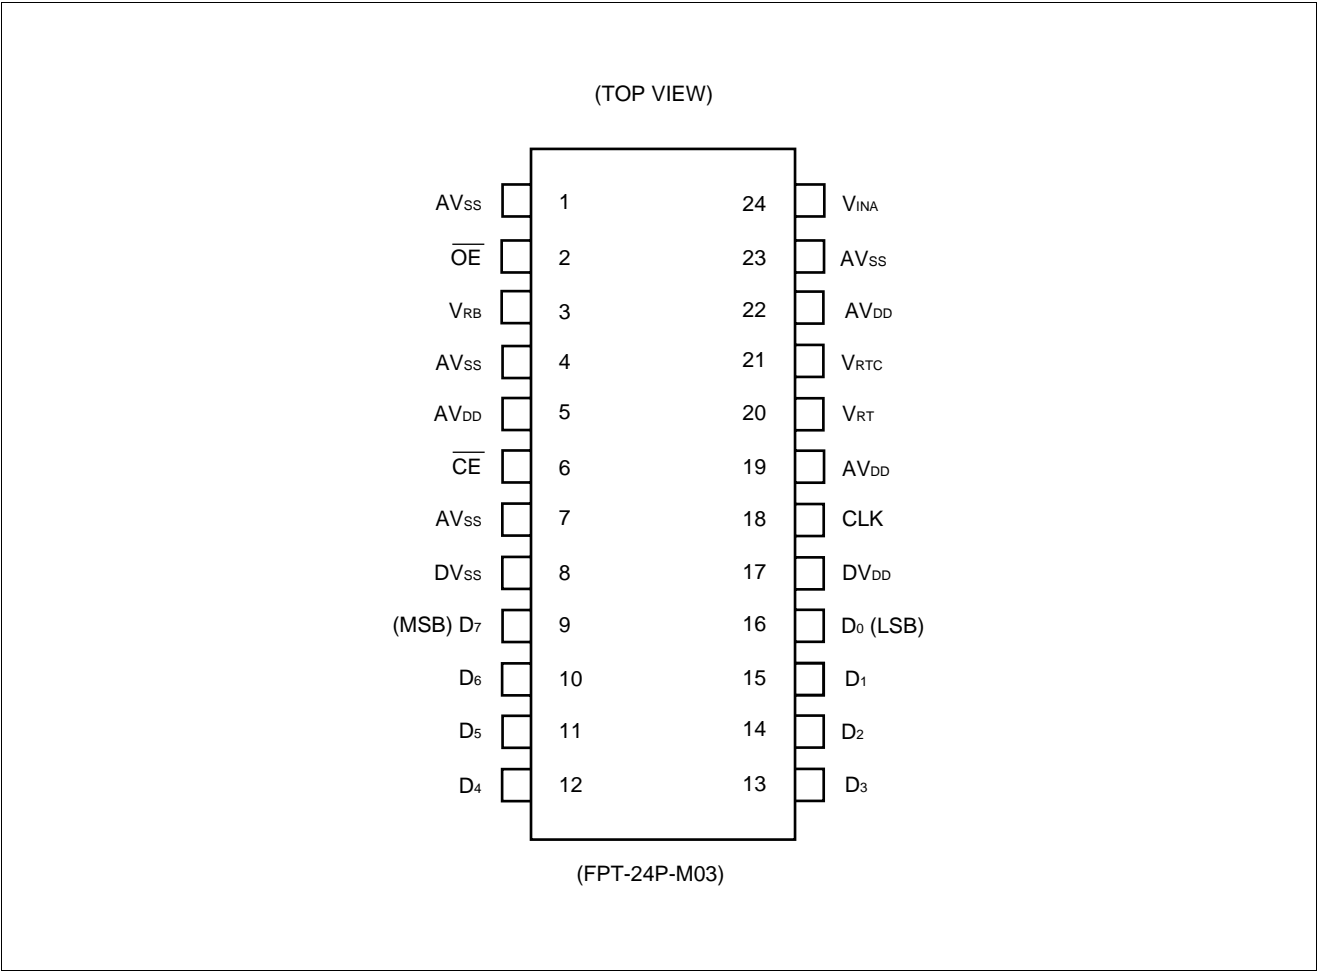 (TOP VIEW)
AVSS 1 24 VINA
OE 2 23 AVSS
VRB 3 22 AVDD
AVSS 4 21 VRTC
AVDD 5 20 VRT
CE 6 19 AVDD
AVSS 7 18 CLK
DVSS 8 17 DVDD
(MSB) D7 9 16 D0 (LSB)
D6 10 15 D1
D5 11 14 D2
D4 12 13 D3
(FPT-24P-M03)